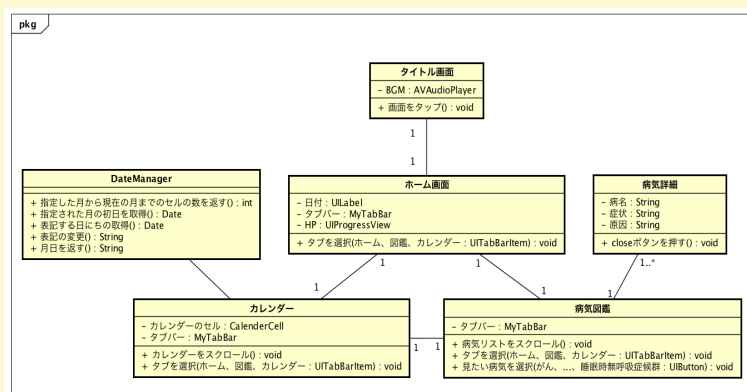 pkg
タイトル画面
- BGM : AVAudioPlayer
+ 画面をタップ() : void
1
1
DateManager
+ 指定した月から現在の月までのセルの数を返す() : int
+ 指定された月の初日を取得() : Date
+ 表記する日にちの取得() : Date
+ 表記の変更() : String
+ 月日を返す() : String
ホーム画面
- 日付 : UILabel
- タブバー : MyTabBar
- HP : UIProgressView
+ タブを選択(ホーム、図鑑、カレンダー : UITabBarItem) : void
病気詳細
- 病名 : String
- 症状 : String
- 原因 : String
+ closeボタンを押す() : void
1
1
1..*
1
1
1
カレンダー
- カレンダーのセル : CalenderCell
- タブバー : MyTabBar
+ カレンダーをスクロール() : void
+ タブを選択(ホーム、図鑑、カレンダー : UITabBarItem) : void
1
1
病気図鑑
- タブバー : MyTabBar
+ 病気リストをスクロール() : void
+ タブを選択(ホーム、図鑑、カレンダー : UITabBarItem) : void
+ 見たい病気を選択(がん、...、睡眠時無呼吸症候群 : UIButton) : void